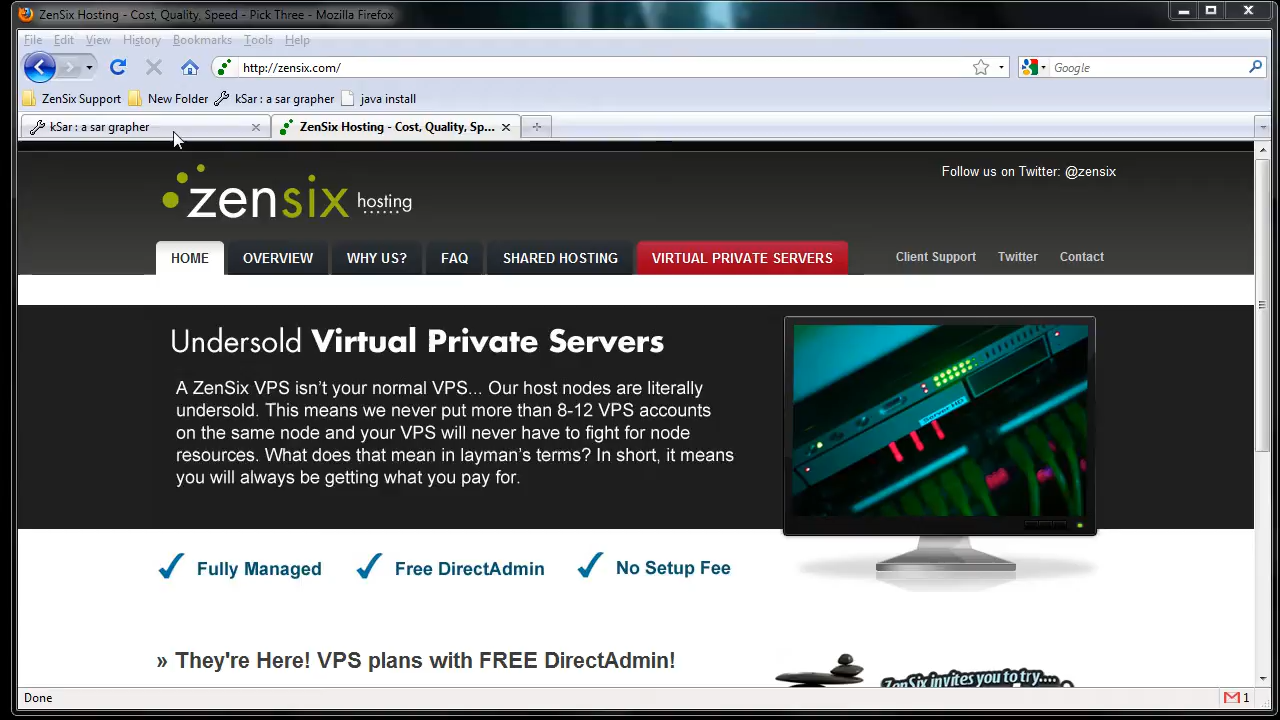 ZenSix Hosting - Cost, Quality, Speed - Pick Three - Mozilla Firefox
File Edit View History Bookmarks Tools Help
http://zensix.com/ Google
ZenSix Support New Folder kSar : a sar grapher java install
kSar : a sar grapher ZenSix Hosting - Cost, Quality, Sp...
Follow us on Twitter: @zensix
zensix hosting
HOME OVERVIEW WHY US? FAQ SHARED HOSTING VIRTUAL PRIVATE SERVERS Client Support Twitter Contact
Undersold Virtual Private Servers
A ZenSix VPS isn't your normal VPS... Our host nodes are literally
undersold. This means we never put more than 8-12 VPS accounts
on the same node and your VPS will never have to fight for node
resources. What does that mean in layman's terms? In short, it means
you will always be getting what you pay for.
Fully Managed Free DirectAdmin No Setup Fee
» They're Here! VPS plans with FREE DirectAdmin!
ZenSix invites you to try....
Done 1